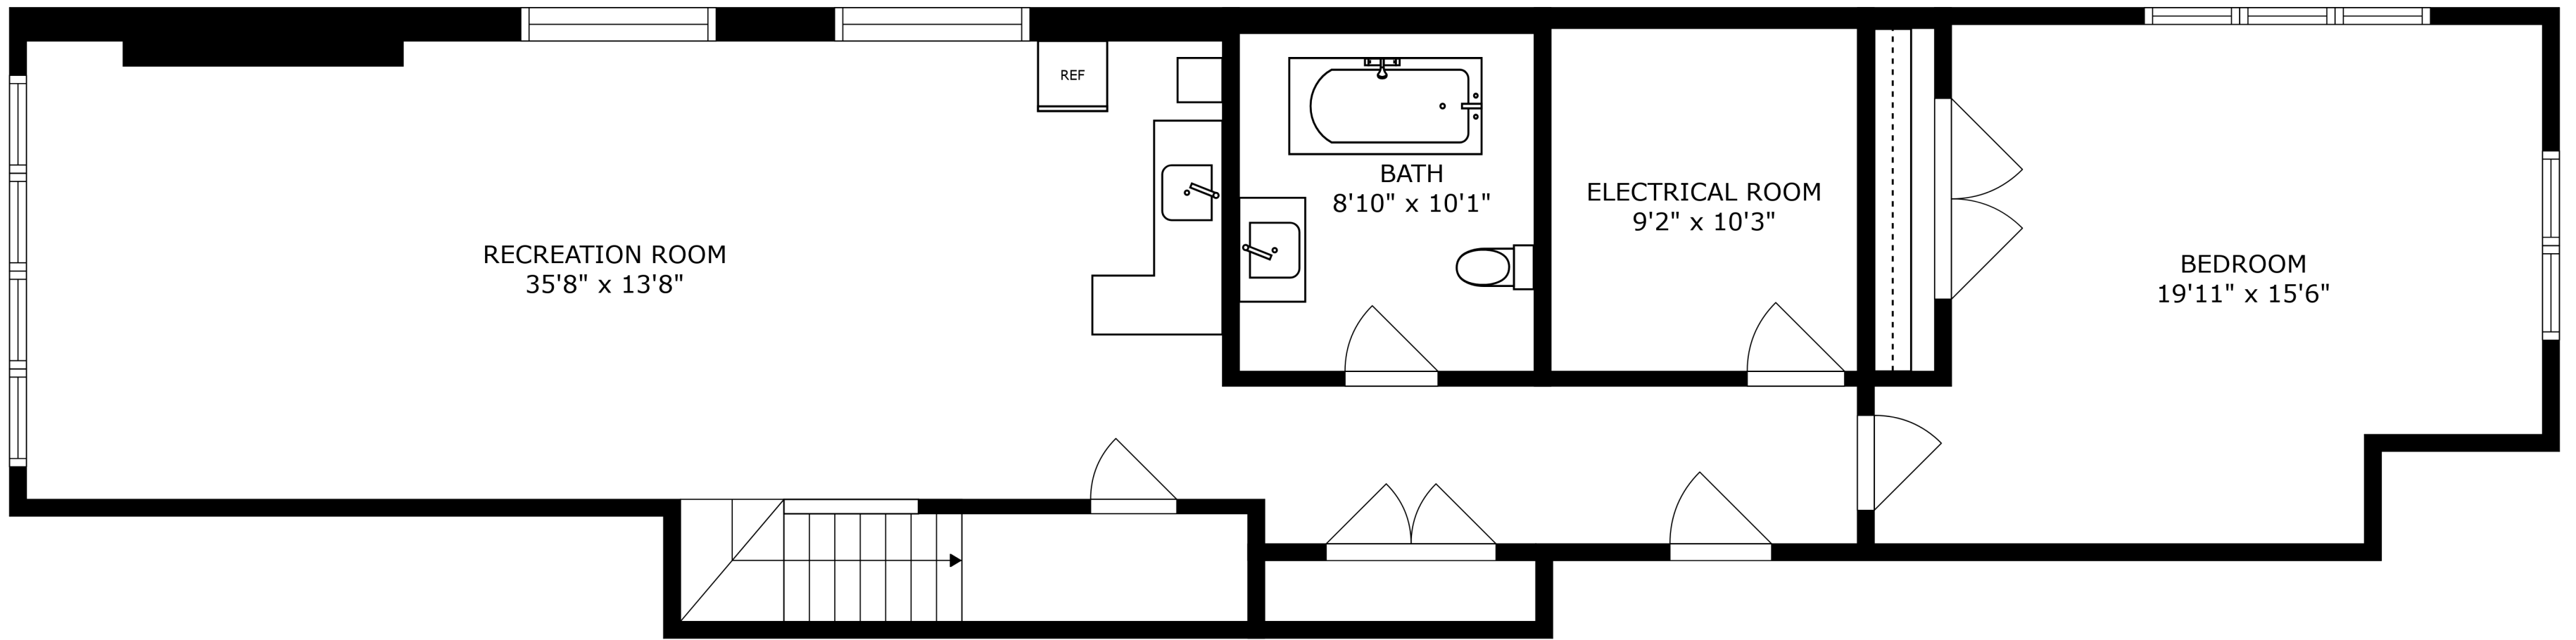 REF
BATH
8'10" x 10'1"
ELECTRICAL ROOM
9'2" x 10'3"
RECREATION ROOM
35'8" x 13'8"
BEDROOM
19'11" x 15'6"